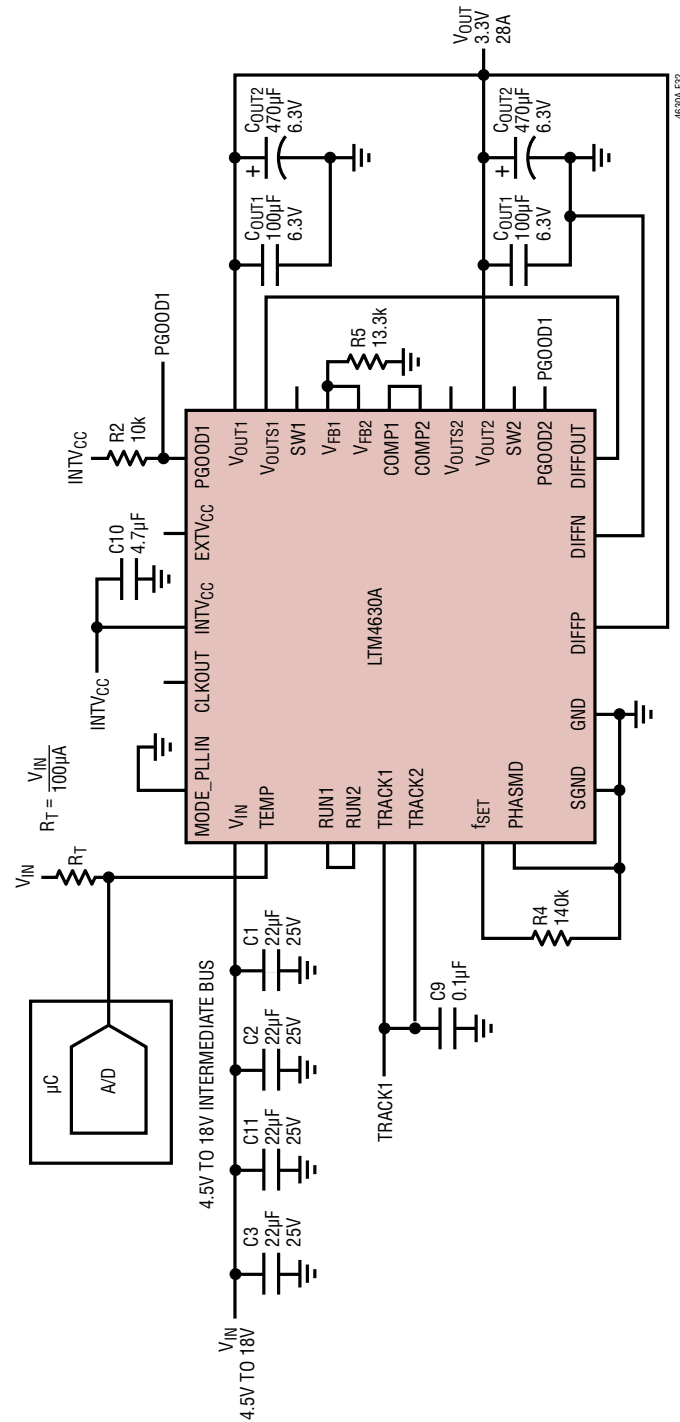 µC
A/D
VIN
RT
RT = VIN
100µA
INTVCC
C10
4.7µF
INTVCC
R2
10k
PGOOD1
VIN
4.5V TO 18V
4.5V TO 18V INTERMEDIATE BUS
C3
22µF
25V
C11
22µF
25V
C2
22µF
25V
C1
22µF
25V
MODE_PLLIN
CLKOUT
INTVCC
EXTVCC
PGOOD1
VIN
TEMP
RUN1
RUN2
TRACK1
TRACK2
fSET
PHASMD
LTM4630A
VOUT1
VOUTS1
SW1
VFB1
VFB2
COMP1
COMP2
VOUTS2
VOUT2
SW2
PGOOD2
SGND
GND
DIFFP
DIFFN
DIFFOUT
TRACK1
C9
0.1µF
R4
140k
R5
13.3k
PGOOD1
COUT1
100µF
6.3V
COUT2
470µF
6.3V
+
COUT1
100µF
6.3V
COUT2
470µF
6.3V
+
VOUT
3.3V
28A
4630A F32